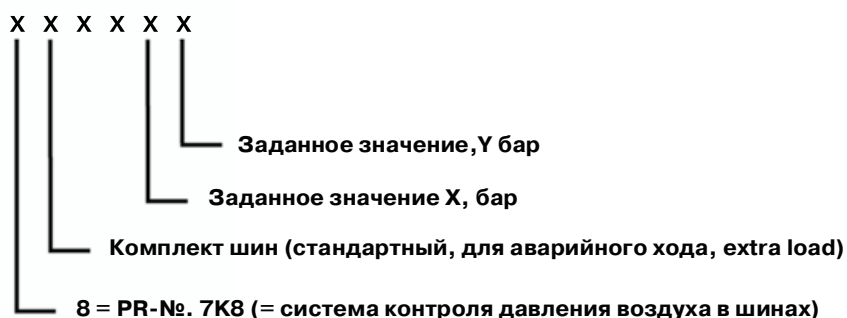 X X X X X X
Заданное значение,Y бар
Заданное значение X, бар
Комплект шин (стандартный, для аварийного хода, extra load)
8 = PR-№. 7K8 (= система контроля давления воздуха в шинах)